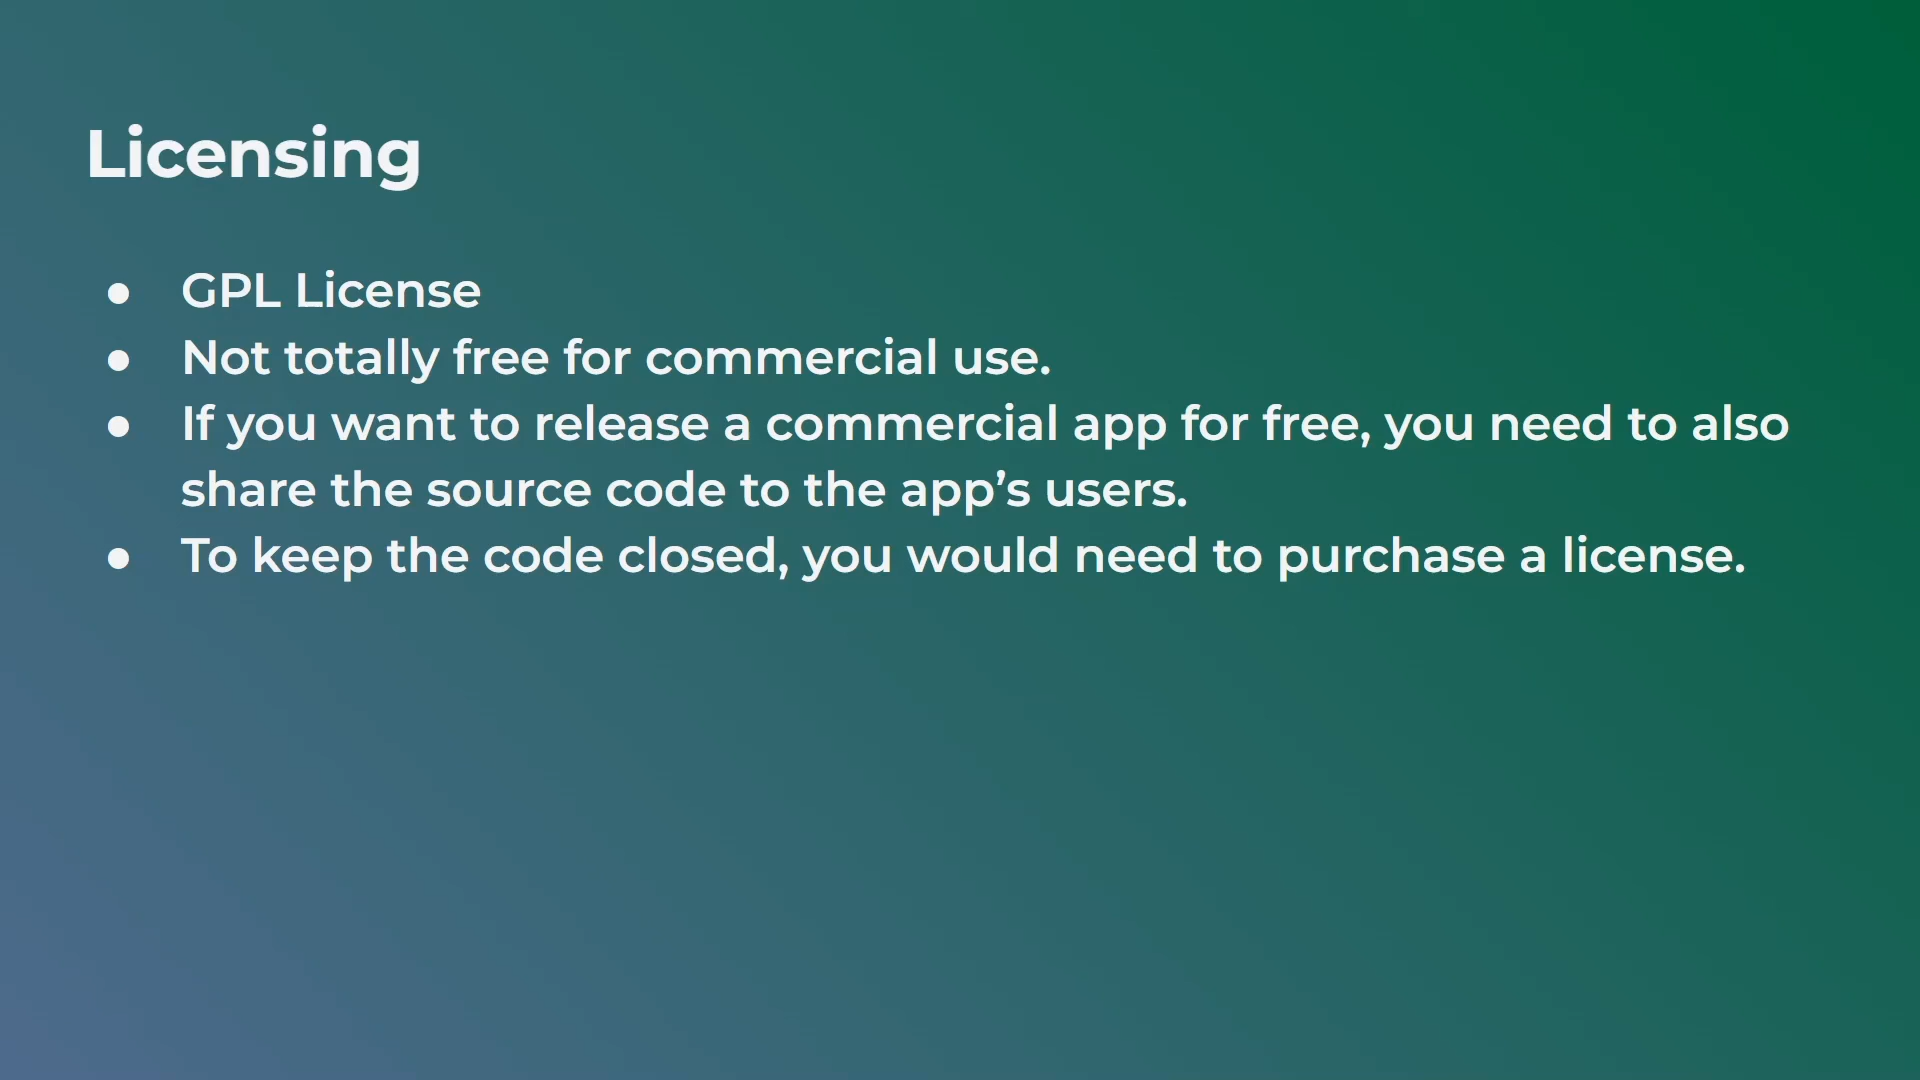 Licensing
● GPL License
● Not totally free for commercial use.
● If you want to release a commercial app for free, you need to also
share the source code to the app’s users.
● To keep the code closed, you would need to purchase a license.